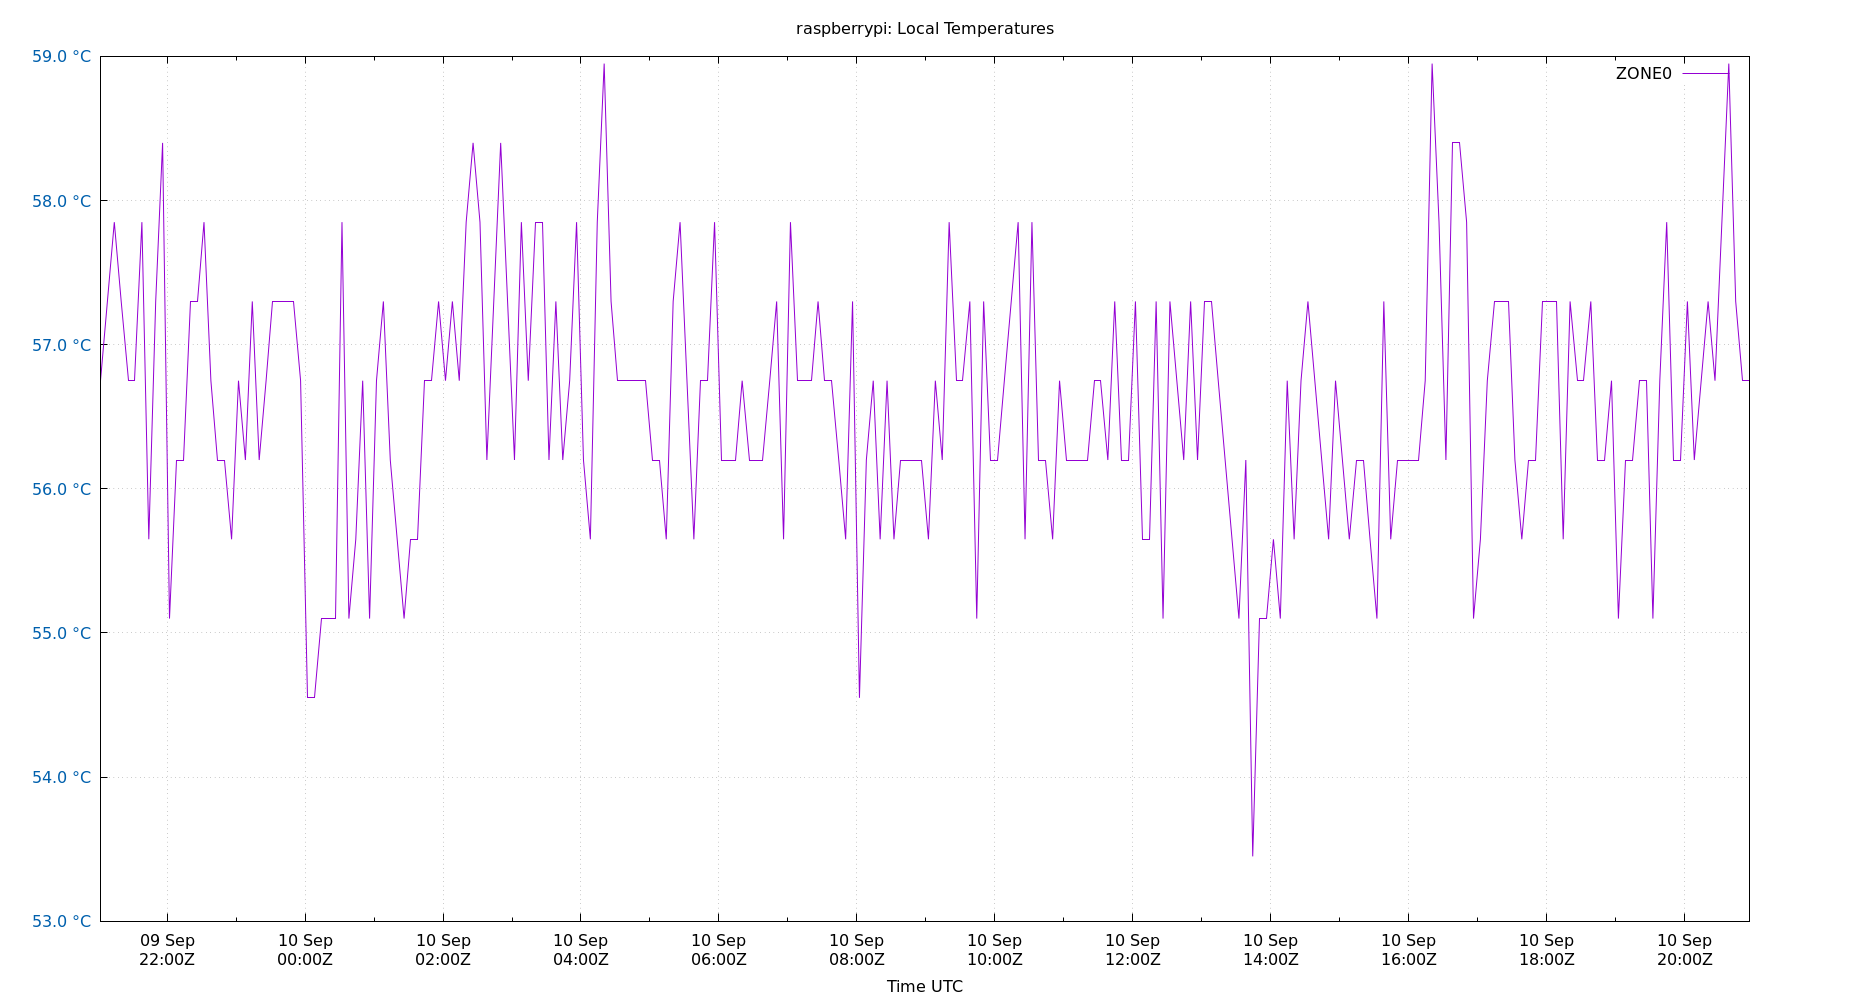 raspberrypi: Local Temperatures
59.0 °C
ZONE0
58.0 °C
57.0 °C
56.0 °C
55.0 °C
54.0 °C
53.0 °C
09 Sep 10 Sep 10 Sep 10 Sep 10 Sep 10 Sep 10 Sep 10 Sep 10 Sep 10 Sep 10 Sep 10 Sep
22:00Z 00:00Z 02:00Z 04:00Z 06:00Z 08:00Z 10:00Z 12:00Z 14:00Z 16:00Z 18:00Z 20:00Z
Time UTC